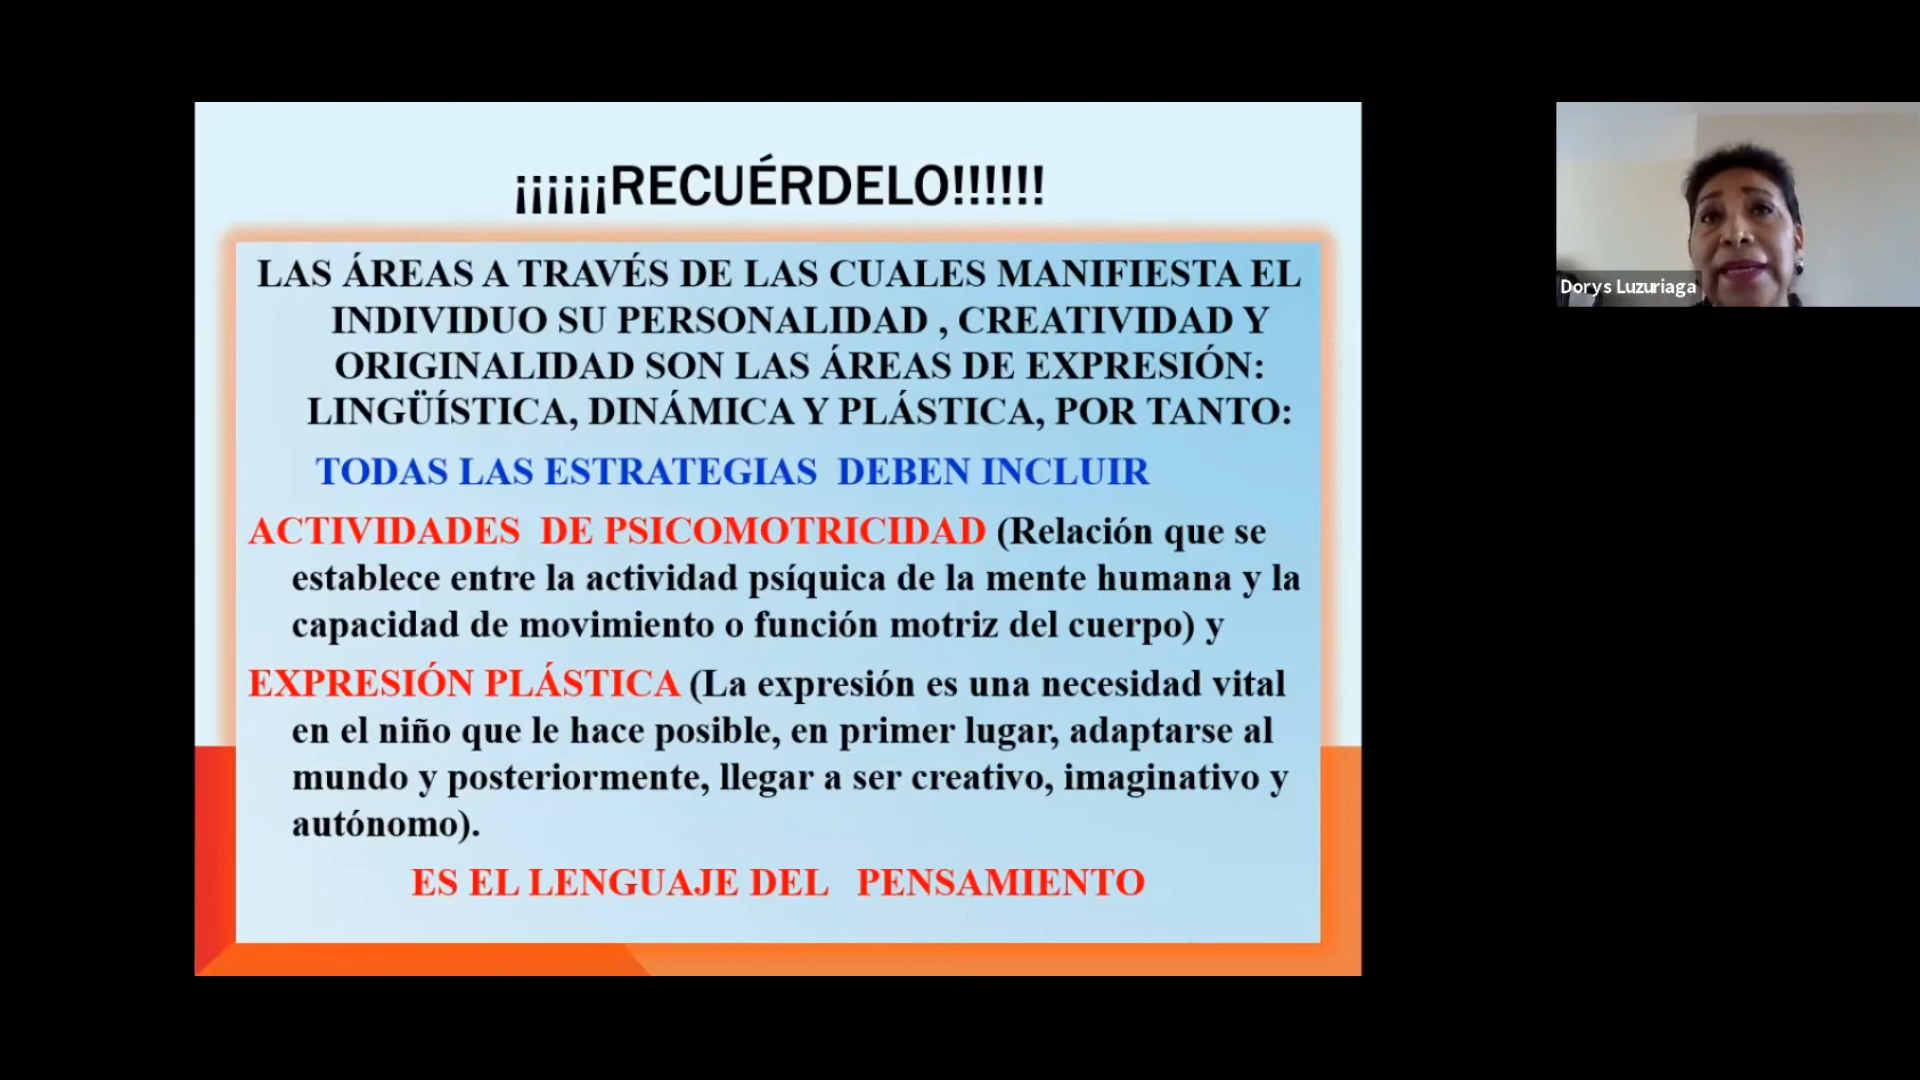 ¡¡¡¡¡¡RECUÉRDELO!!!!!!
LAS ÁREAS A TRAVÉS DE LAS CUALES MANIFIESTA EL
INDIVIDUO SU PERSONALIDAD , CREATIVIDAD Y
ORIGINALIDAD SON LAS ÁREAS DE EXPRESIÓN:
LINGÜÍSTICA, DINÁMICA Y PLÁSTICA, POR TANTO:
TODAS LAS ESTRATEGIAS DEBEN INCLUIR
ACTIVIDADES DE PSICOMOTRICIDAD (Relación que se
establece entre la actividad psíquica de la mente humana y la
capacidad de movimiento o función motriz del cuerpo) y
EXPRESIÓN PLÁSTICA (La expresión es una necesidad vital
en el niño que le hace posible, en primer lugar, adaptarse al
mundo y posteriormente, llegar a ser creativo, imaginativo y
autónomo).
ES EL LENGUAJE DEL PENSAMIENTO
Dorys Luzuriaga